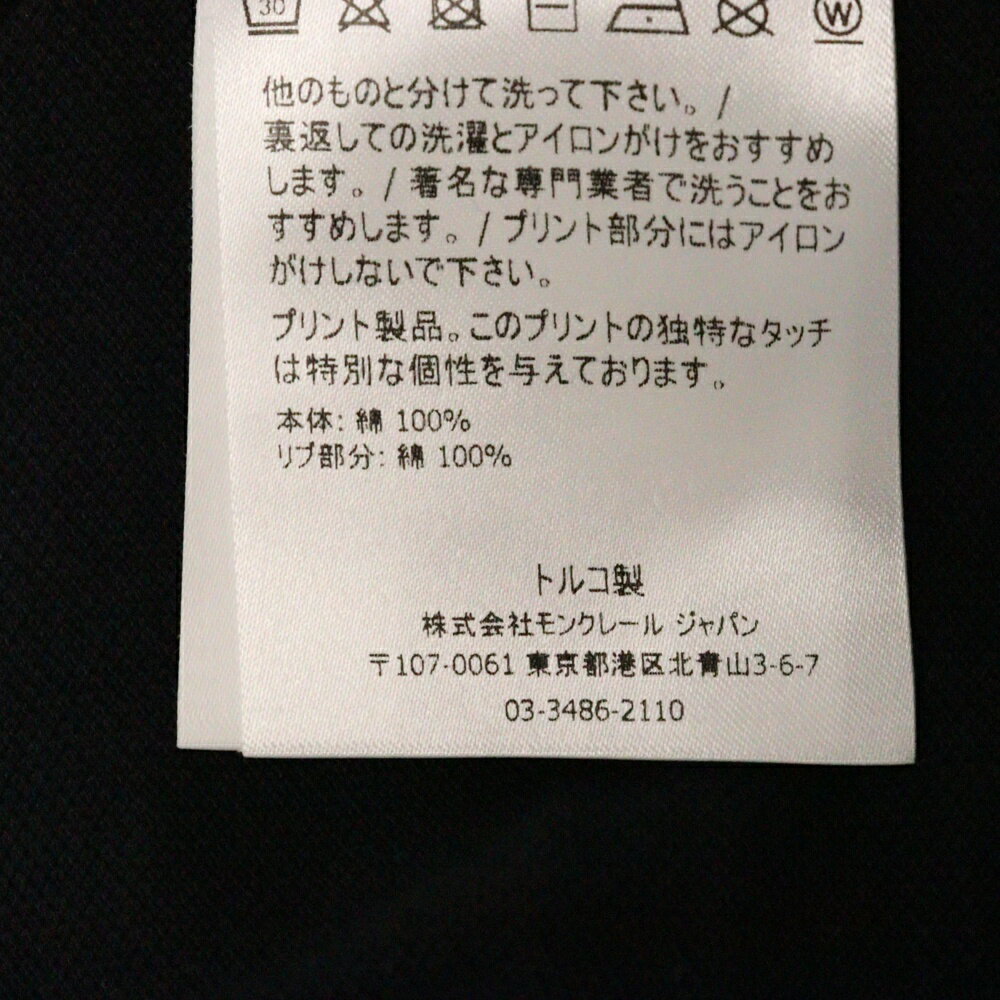 30
W
他のものと分けて洗って下さい。/
裏返しての洗濯とアイロンがけをおすすめ
します。/ 著名な専門業者で洗うことをお
すすめします。/ プリント部分にはアイロン
がけしないで下さい。
プリント製品。このプリントの独特なタッチ
は特別な個性を与えております。
本体: 綿 100%
リブ部分: 綿 100%
トルコ製
株式会社モンクレール ジャパン
〒107-0061 東京都港区北青山3-6-7
03-3486-2110